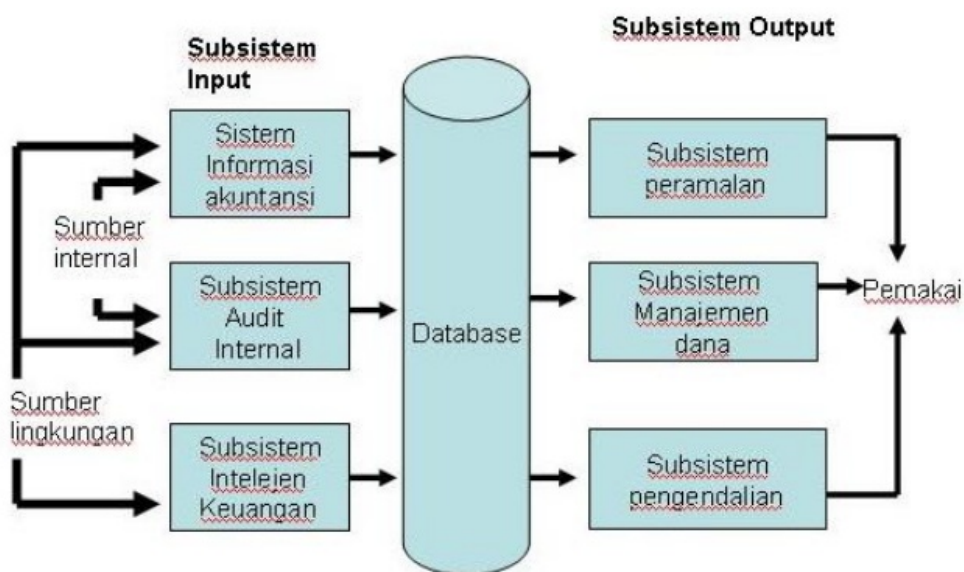 Subsistem
Input
Subsistem Output
Sistem
Informasi
akuntansi
Subsistem
peramalan
Sumber
internal
Subsistem
Audit
Internal
Database
Subsistem
Manajemen
dana
Pemakai
Sumber
lingkungan
Subsistem
Intelejen
Keuangan
Subsistem
pengendalian